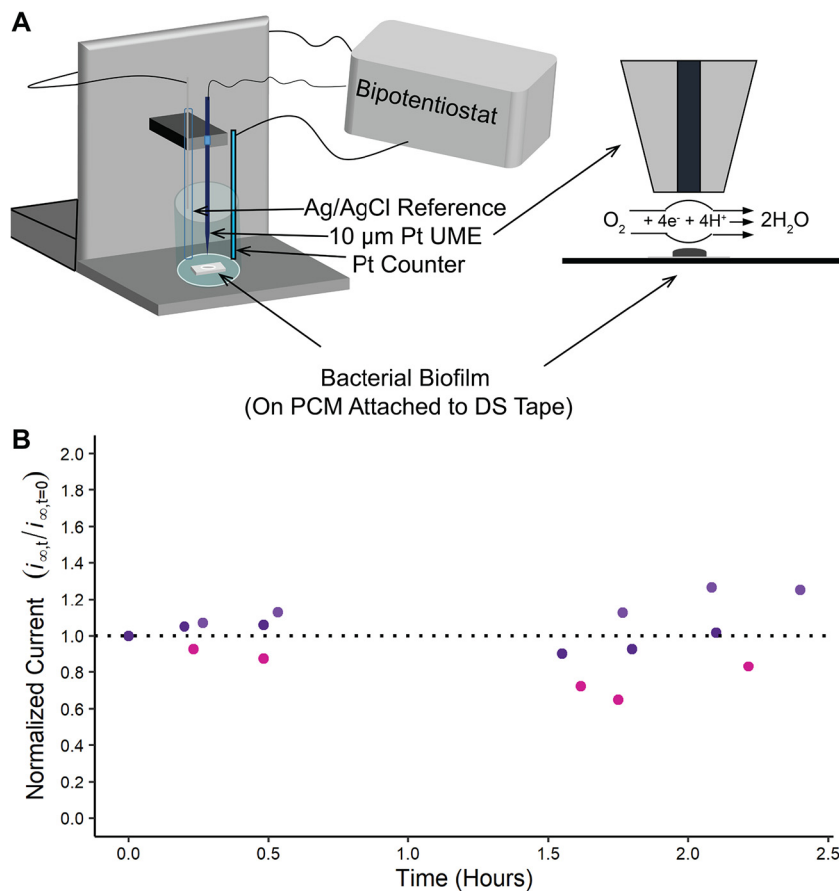 A
Bipotentiostat
Ag/AgCl Reference
10 µm Pt UME
Pt Counter
O₂ + 4e⁻ + 4H⁺ 2H₂O
Bacterial Biofilm
(On PCM Attached to DS Tape)
B
Normalized Current (i∞,t/i∞,t=0)
2.0
1.8
1.6
1.4
1.2
1.0
0.8
0.6
0.4
0.2
0.0
0.0 0.5 1.0 1.5 2.0 2.5
Time (Hours)